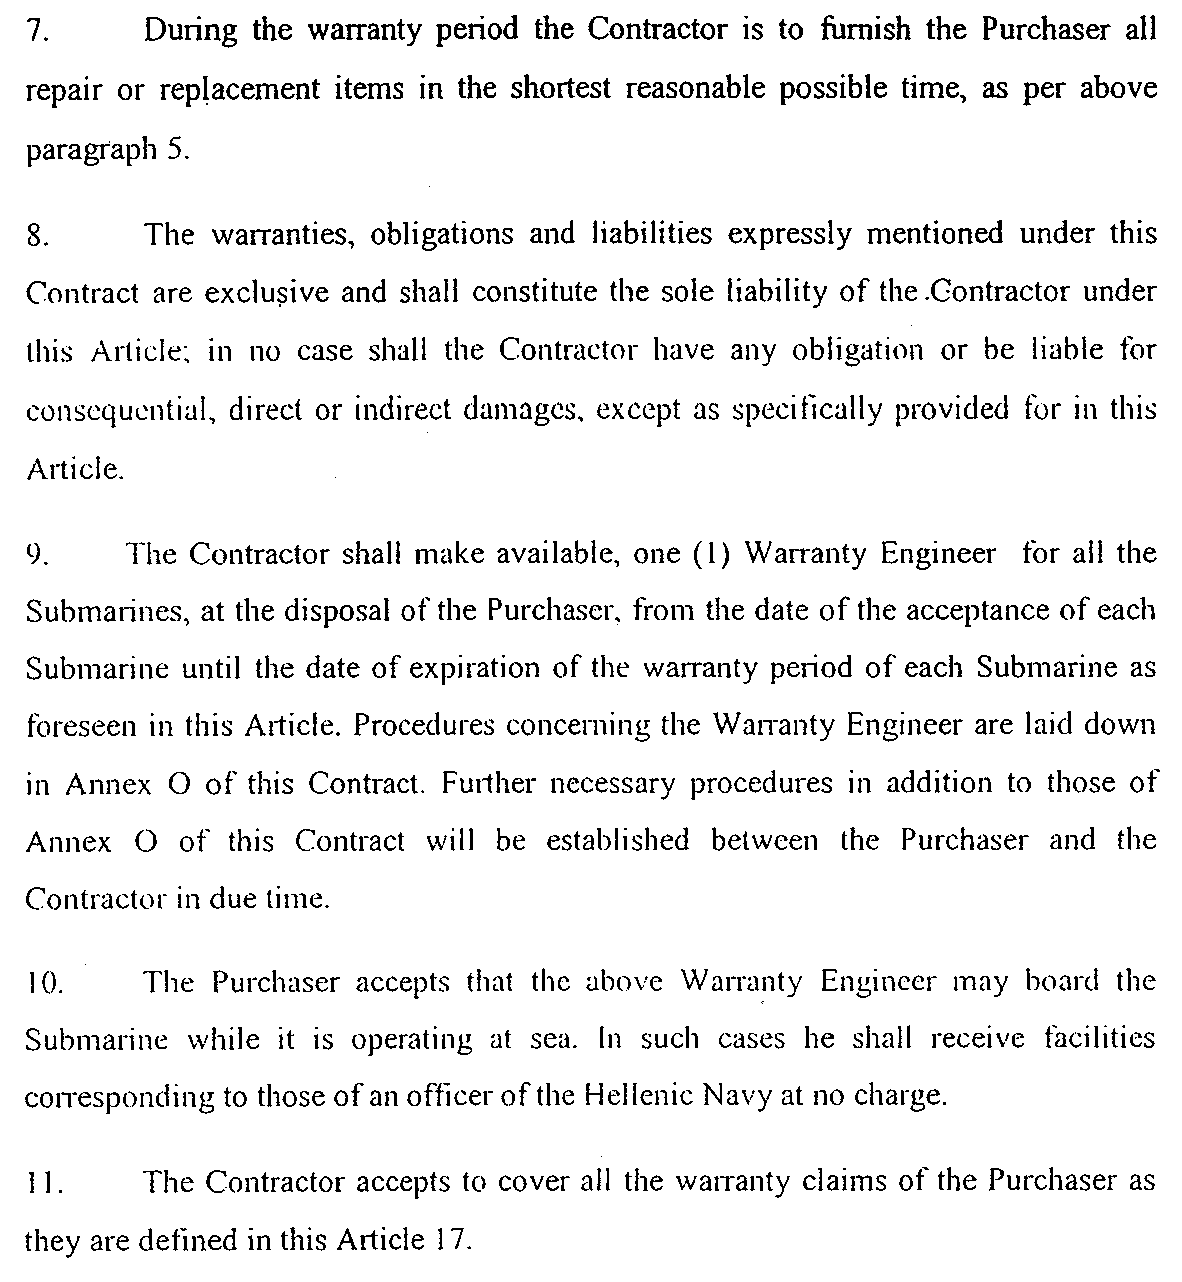 7. During the warranty period the Contractor is to furnish the Purchaser all
repair or replacement items in the shortest reasonable possible time, as per above
paragraph 5.
8. The warranties, obligations and liabilities expressly mentioned under this
Contract are exclusive and shall constitute the sole liability of the Contractor under
this Article; in no case shall the Contractor have any obligation or be liable for
consequential, direct or indirect damages, except as specifically provided for in this
Article.
9. The Contractor shall make available, one (1) Warranty Engineer for all the
Submarines, at the disposal of the Purchaser, from the date of the acceptance of each
Submarine until the date of expiration of the warranty period of each Submarine as
foreseen in this Article. Procedures concerning the Warranty Engineer are laid down
in Annex O of this Contract. Further necessary procedures in addition to those of
Annex O of this Contract will be established between the Purchaser and the
Contractor in due time.
10. The Purchaser accepts that the above Warranty Engineer may board the
Submarine while it is operating at sea. In such cases he shall receive facilities
corresponding to those of an officer of the Hellenic Navy at no charge.
11. The Contractor accepts to cover all the warranty claims of the Purchaser as
they are defined in this Article 17.